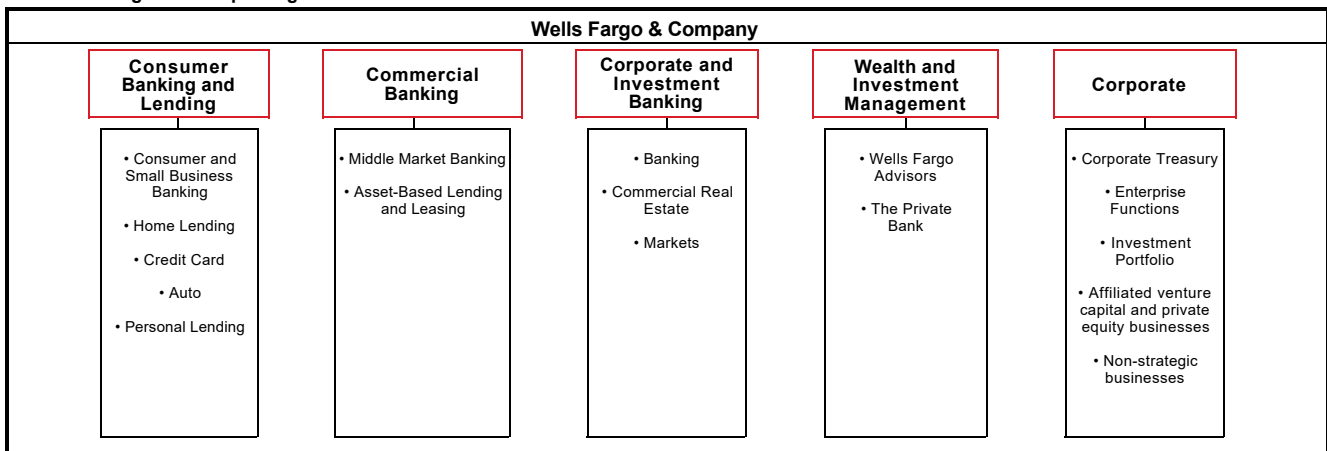 Wells Fargo & Company
Consumer
Banking and
Lending
• Consumer and
Small Business
Banking
• Home Lending
• Credit Card
• Auto
• Personal Lending
Commercial
Banking
• Middle Market Banking
• Asset-Based Lending
and Leasing
Corporate and
Investment
Banking
• Banking
• Commercial Real
Estate
• Markets
Wealth and
Investment
Management
• Wells Fargo
Advisors
• The Private
Bank
Corporate
• Corporate Treasury
• Enterprise
Functions
• Investment
Portfolio
• Affiliated venture
capital and private
equity businesses
• Non-strategic
businesses